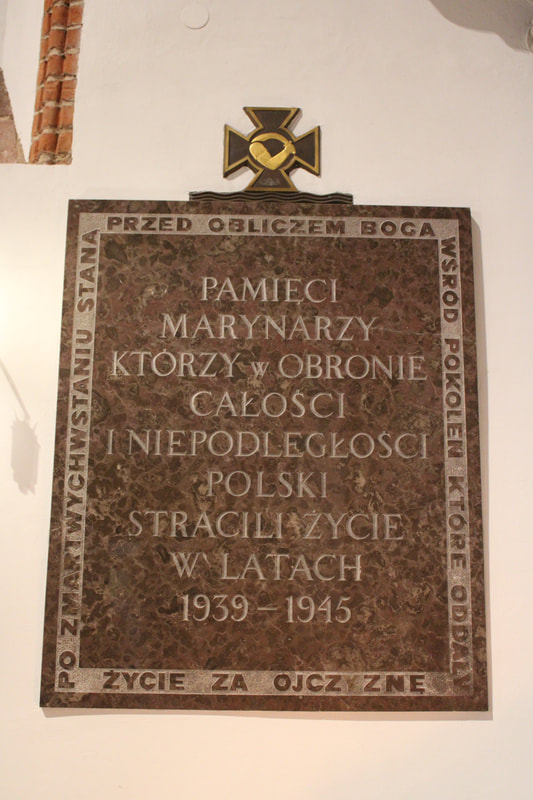 PO ZMARTWYCHWSTANIU STANĄ
PRZED OBLICZEM BOGA
WŚRÓD POKOLEŃ KTÓRE ODDAŁY
ŻYCIE ZA OJCZYZNĘ
PAMIĘCI
MARYNARZY
KTÓRZY W OBRONIE
CAŁOŚCI
I NIEPODLEGŁOŚCI
POLSKI
STRACILI ŻYCIE
W LATACH
1939 – 1945